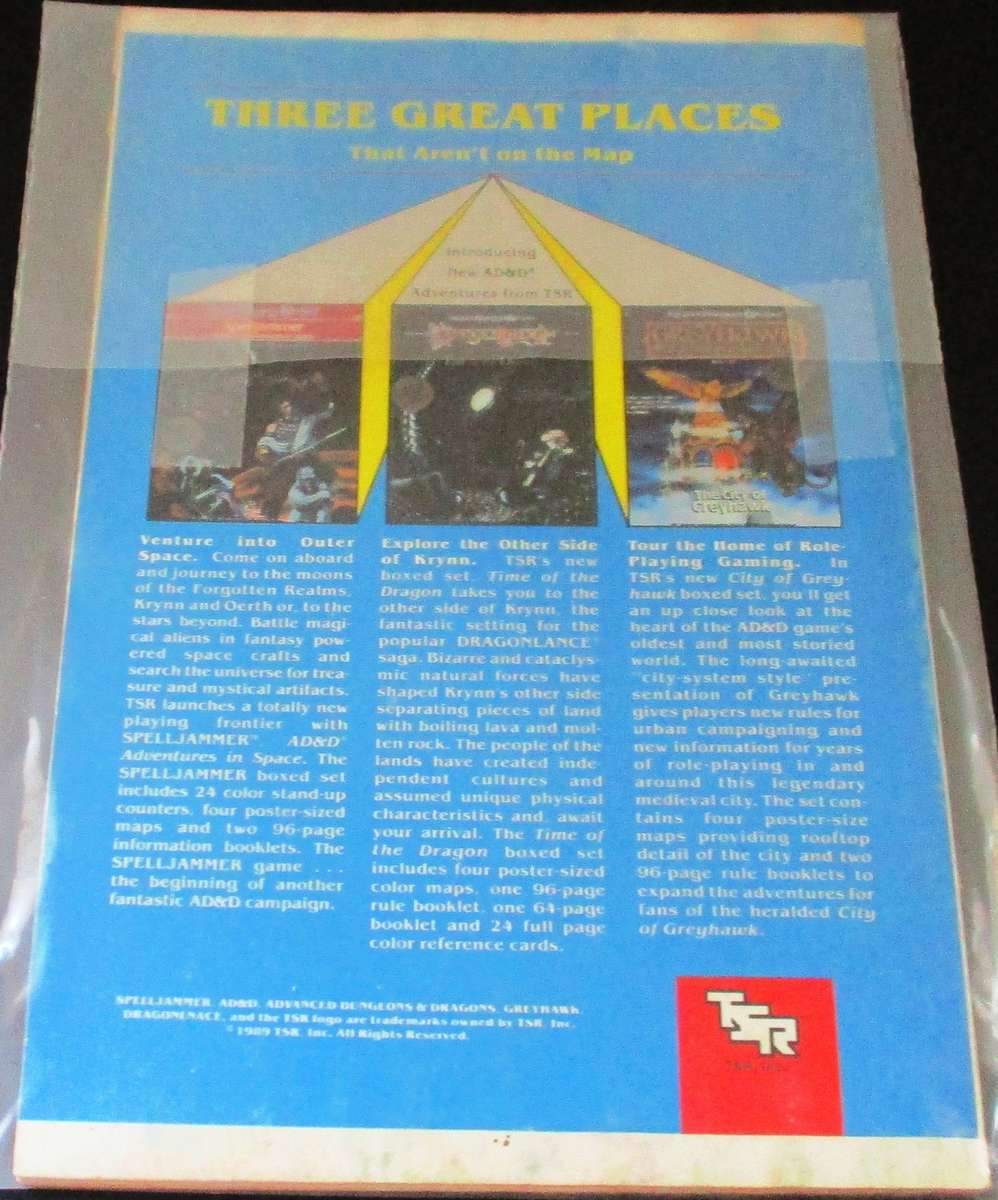 THREE GREAT PLACES
That Aren't on the Map
Introducing
New AD&D®
Adventures from TSR
Spelljammer
The City of
Greyhawk
Venture into Outer
Space. Come on aboard
and journey to the moons
of the Forgotten Realms,
Krynn and Oerth or, to the
stars beyond. Battle magi-
cal aliens in fantasy pow-
ered space crafts and
search the universe for trea-
sure and mystical artifacts.
TSR launches a totally new
playing frontier with
SPELLJAMMER™ AD&D®
Adventures in Space. The
SPELLJAMMER boxed set
includes 24 color stand-up
counters, four poster-sized
maps and two 96-page
information booklets. The
SPELLJAMMER game . . .
the beginning of another
fantastic AD&D campaign.
Explore the Other Side
of Krynn. TSR's new
boxed set, Time of the
Dragon takes you to the
other side of Krynn, the
fantastic setting for the
popular DRAGONLANCE®
saga. Bizarre and cataclys-
mic natural forces have
shaped Krynn's other side
separating pieces of land
with boiling lava and mol-
ten rock. The people of the
lands have created inde-
pendent cultures and
assumed unique physical
characteristics and await
your arrival. The Time of
the Dragon boxed set
includes four poster-sized
color maps, one 96-page
rule booklet, one 64-page
booklet and 24 full page
color reference cards.
Tour the Home of Role-
Playing Gaming. In
TSR's new City of Grey-
hawk boxed set, you'll get
an up close look at the
heart of the AD&D game's
oldest and most storied
world. The long-awaited
"city-system style" pre-
sentation of Greyhawk
gives players new rules for
urban campaigning and
new information for years
of role-playing in and
around this legendary
medieval city. The set con-
tains four poster-size
maps providing rooftop
detail of the city and two
96-page rule booklets to
expand the adventures for
fans of the heralded City
of Greyhawk.
SPELLJAMMER, AD&D, ADVANCED DUNGEONS & DRAGONS, GREYHAWK,
DRAGONLANCE, and the TSR logo are trademarks owned by TSR, Inc.
©1989 TSR, Inc. All Rights Reserved.
TSR
TSR, Inc.